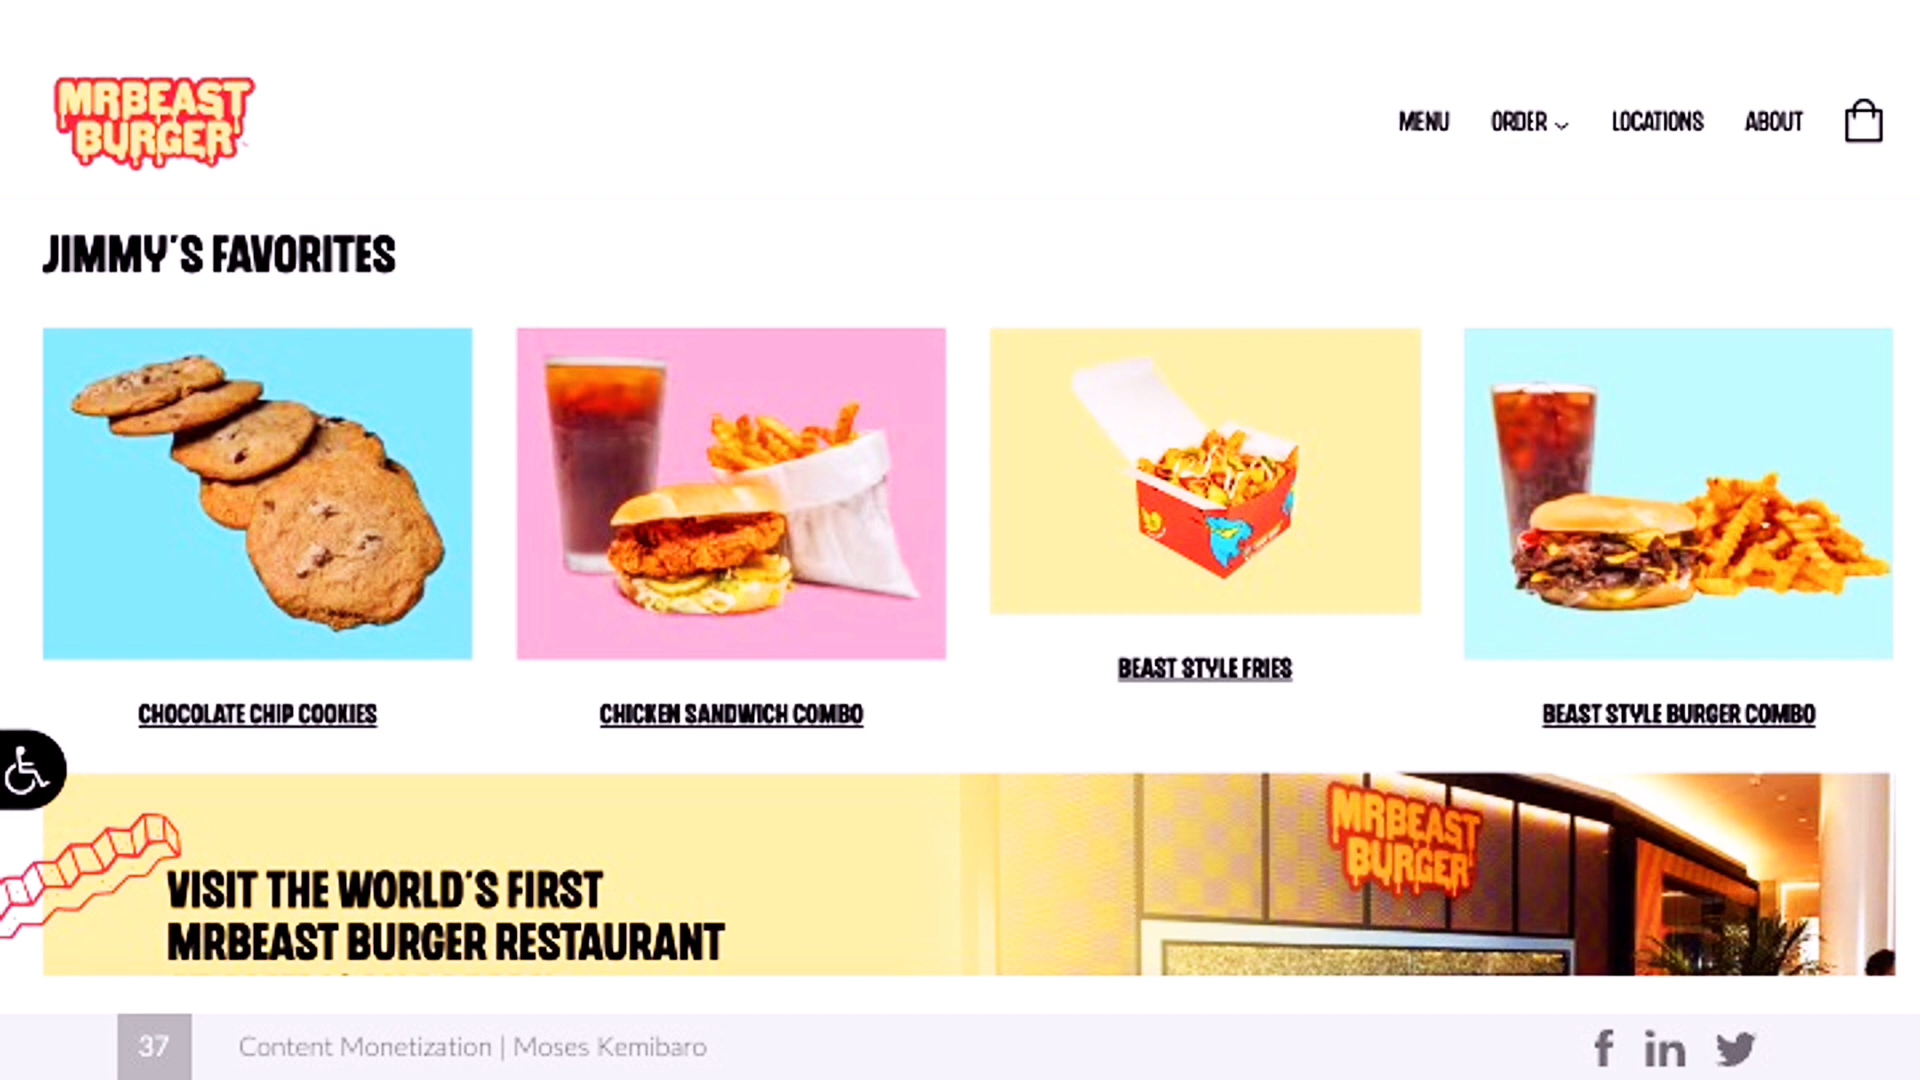 MRBEAST
BURGER
MENU
ORDER
LOCATIONS
ABOUT
JIMMY'S FAVORITES
CHOCOLATE CHIP COOKIES
CHICKEN SANDWICH COMBO
BEAST STYLE FRIES
BEAST STYLE BURGER COMBO
VISIT THE WORLD'S FIRST
MRBEAST BURGER RESTAURANT
MRBEAST
BURGER
37
Content Monetization | Moses Kemibaro
f
in